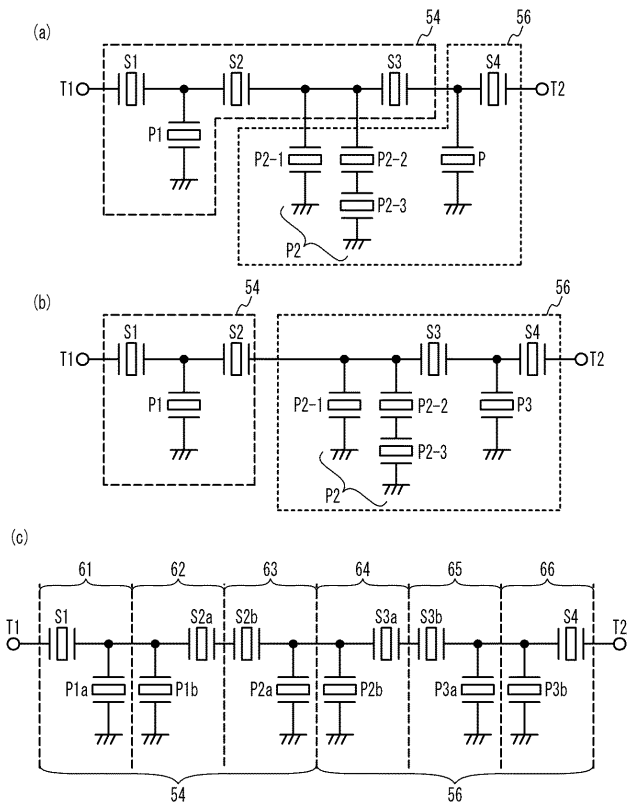 (a)
54
56
T1
S1
S2
S3
S4
T2
P1
P2-1
P2-2
P
P2-3
P2
(b)
54
56
T1
S1
S2
S3
S4
T2
P1
P2-1
P2-2
P3
P2-3
P2
(c)
61
62
63
64
65
66
T1
S1
S2a
S2b
S3a
S3b
S4
T2
P1a
P1b
P2a
P2b
P3a
P3b
54
56